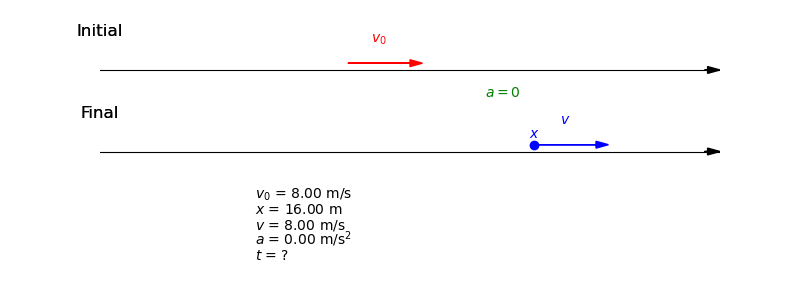 Initial
v₀
a = 0
Final
v
x
v₀ = 8.00 m/s
x = 16.00 m
v = 8.00 m/s
a = 0.00 m/s²
t = ?